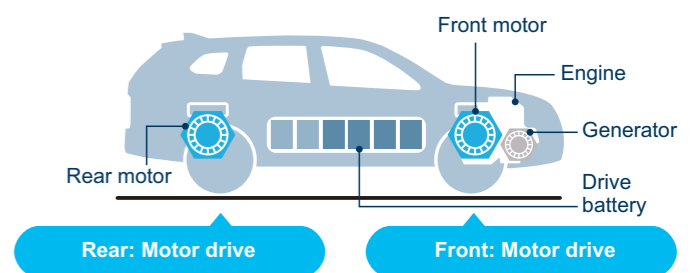 Front motor
Engine
Generator
Rear motor
Drive
battery
Rear: Motor drive
Front: Motor drive